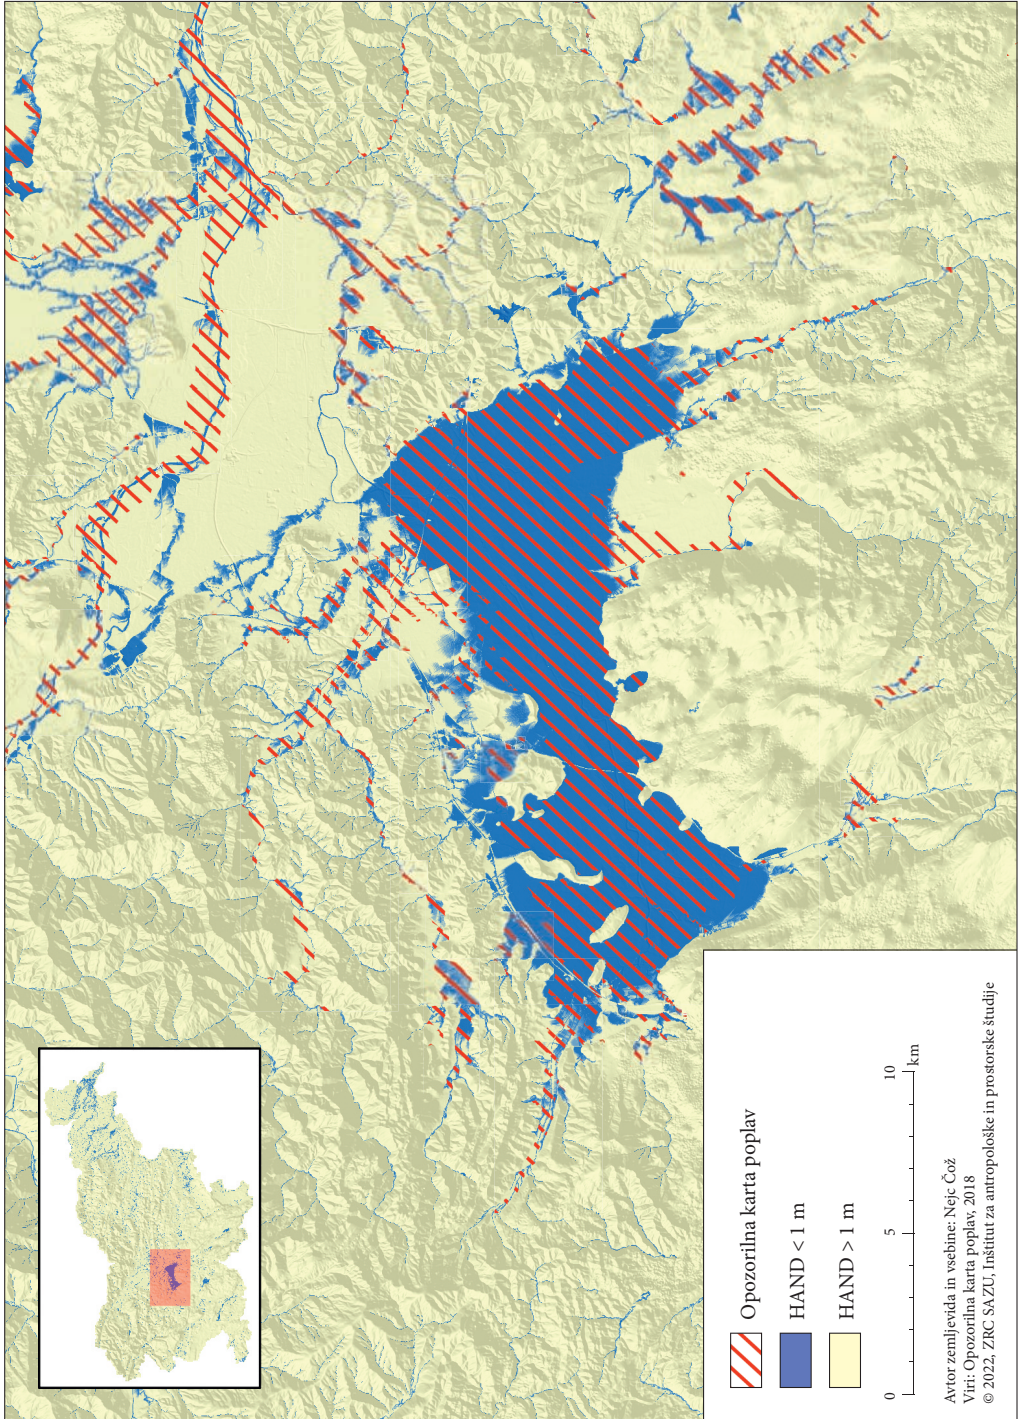 Opozorilna karta poplav
HAND < 1 m
HAND > 1 m
0 5 10
km
Avtor zemljevida in vsebine: Nejc Čož
Viri: Opozorilna karta poplav, 2018
© 2022, ZRC SAZU, Inštitut za antropološke in prostorske študije